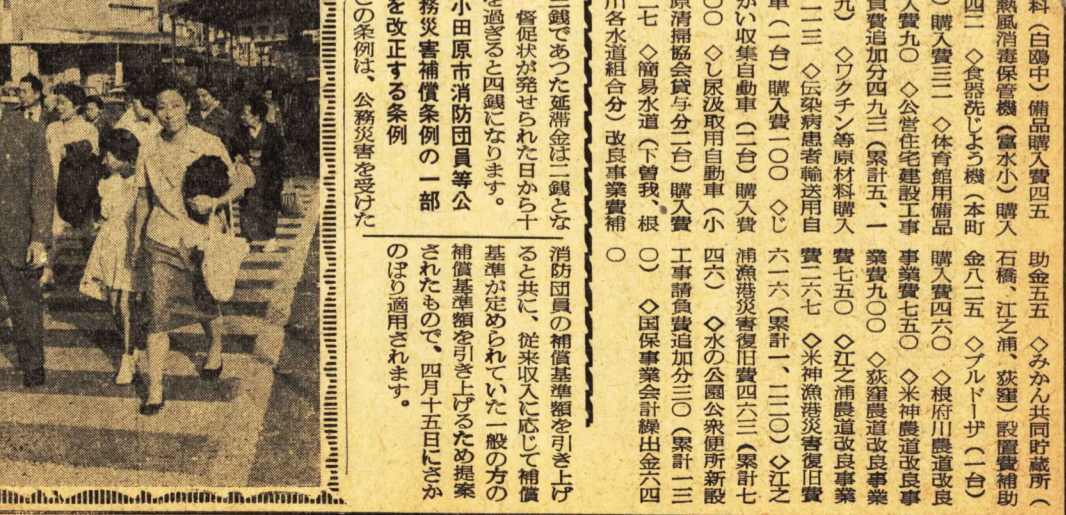 料（白鴎中）備品購入費四五
熱風消毒保管機（富水小）購入
四二　◇食器洗じよう機（本町
）購入費三二　◇体育館用備品
入費九〇　◇公営住宅建設工事
負費追加分四九三（累計五、一
九）　◇ワクチン等原材料購入
一二三　◇伝染病患者輸送用自
車（一台）購入費一〇〇　◇じ
かい収集自動車（二台）購入費
〇〇　◇し尿汲取用自動車（小
原清掃協会貸与分二台）購入費
二七　◇簡易水道（下曽我、根
川各水道組合分）改良事業費補
助金五五　◇みかん共同貯蔵所（
石橋、江之浦、荻窪）設置費補助
金八二五　◇ブルドーザ（一台）
購入費四六〇　◇根府川農道改良
事業費七五〇　◇米神農道改良事
業費九〇〇　◇荻窪農道改良事業
費七五〇　◇江之浦農道改良事業
費二六七　◇米神漁港災害復旧費
六一六（累計一、二二〇）◇江之
浦漁港災害復旧費四六三（累計七
四六）　◇水の公園公衆便所新設
工事請負費追加分三〇（累計一三
〇）　◇国保事業会計繰出金六四
〇
三銭であつた延滞金は二銭とな
督促状が発せられた日から十
を過ぎると四銭になります。
小田原市消防団員等公
務災害補償条例の一部
を改正する条例
この条例は、公務災害を受けた
消防団員の補償基準額を引き上げ
ると共に、従来収入に応じて補償
基準が定められていた一般の方の
補償基準額を引き上げるため提案
されたもので、四月十五日にさか
のぼり適用されます。